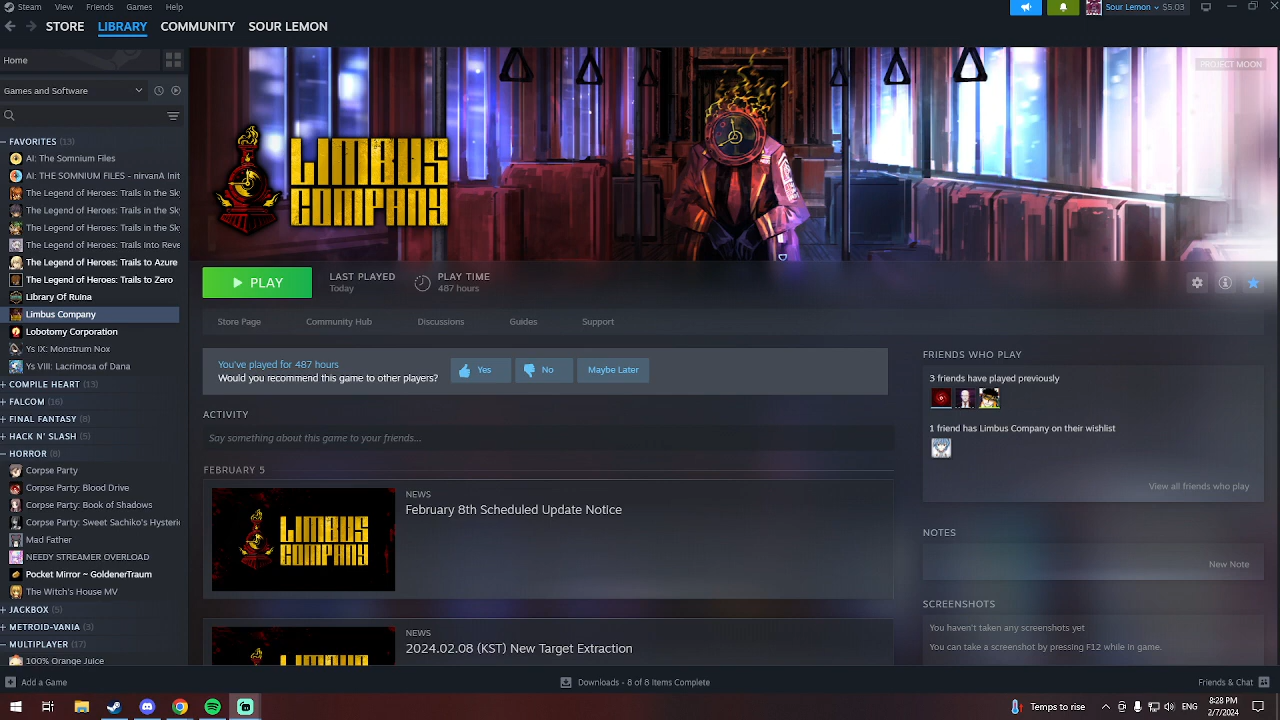 Steam View Friends Games Help
Sour Lemon $5.03
STORE LIBRARY COMMUNITY SOUR LEMON
Home
Games and Software
FAVORITES (13)
AI: The Somnium Files
AI: THE SOMNIUM FILES - nirvanA Init
The Legend of Heroes: Trails in the Sky
The Legend of Heroes: Trails in the Sky
The Legend of Heroes: Trails in the Sky
The Legend of Heroes: Trails into Reve
The Legend of Heroes: Trails to Azure
The Legend of Heroes: Trails to Zero
Library Of Ruina
Limbus Company
Lobotomy Corporation
Ys IX: Monstrum Nox
Ys VIII: Lacrimosa of Dana
COMPILE HEART (13)
FALCOM (16)
FINAL FANTASY (8)
HACK N' SLASH (5)
HORROR (8)
Corpse Party
Corpse Party: Blood Drive
Corpse Party: Book of Shadows
Corpse Party: Sweet Sachiko's Hysteric
Mad Father
NEEDY STREAMER OVERLOAD
Pocket Mirror ~ GoldenerTraum
The Witch's House MV
JACKBOX (5)
METROID-VANIA (3)
MULTIPLAYER (17)
100% Orange Juice
PROJECT MOON
LIMBUS
COMPANY
PLAY
LAST PLAYED
Today
PLAY TIME
487 hours
Store Page Community Hub Discussions Guides Support
You've played for 487 hours
Would you recommend this game to other players?
Yes No Maybe Later
ACTIVITY
Say something about this game to your friends...
FEBRUARY 5
LIMBUS
COMPANY
NEWS
February 8th Scheduled Update Notice
LIMBUS
NEWS
2024.02.08 (KST) New Target Extraction
FRIENDS WHO PLAY
3 friends have played previously
1 friend has Limbus Company on their wishlist
View all friends who play
NOTES
New Note
SCREENSHOTS
You haven't taken any screenshots yet
You can take a screenshot by pressing F12 while in game.
Add a Game
Downloads - 8 of 8 Items Complete
Friends & Chat
Temps to rise
8:28 PM
2/7/2024